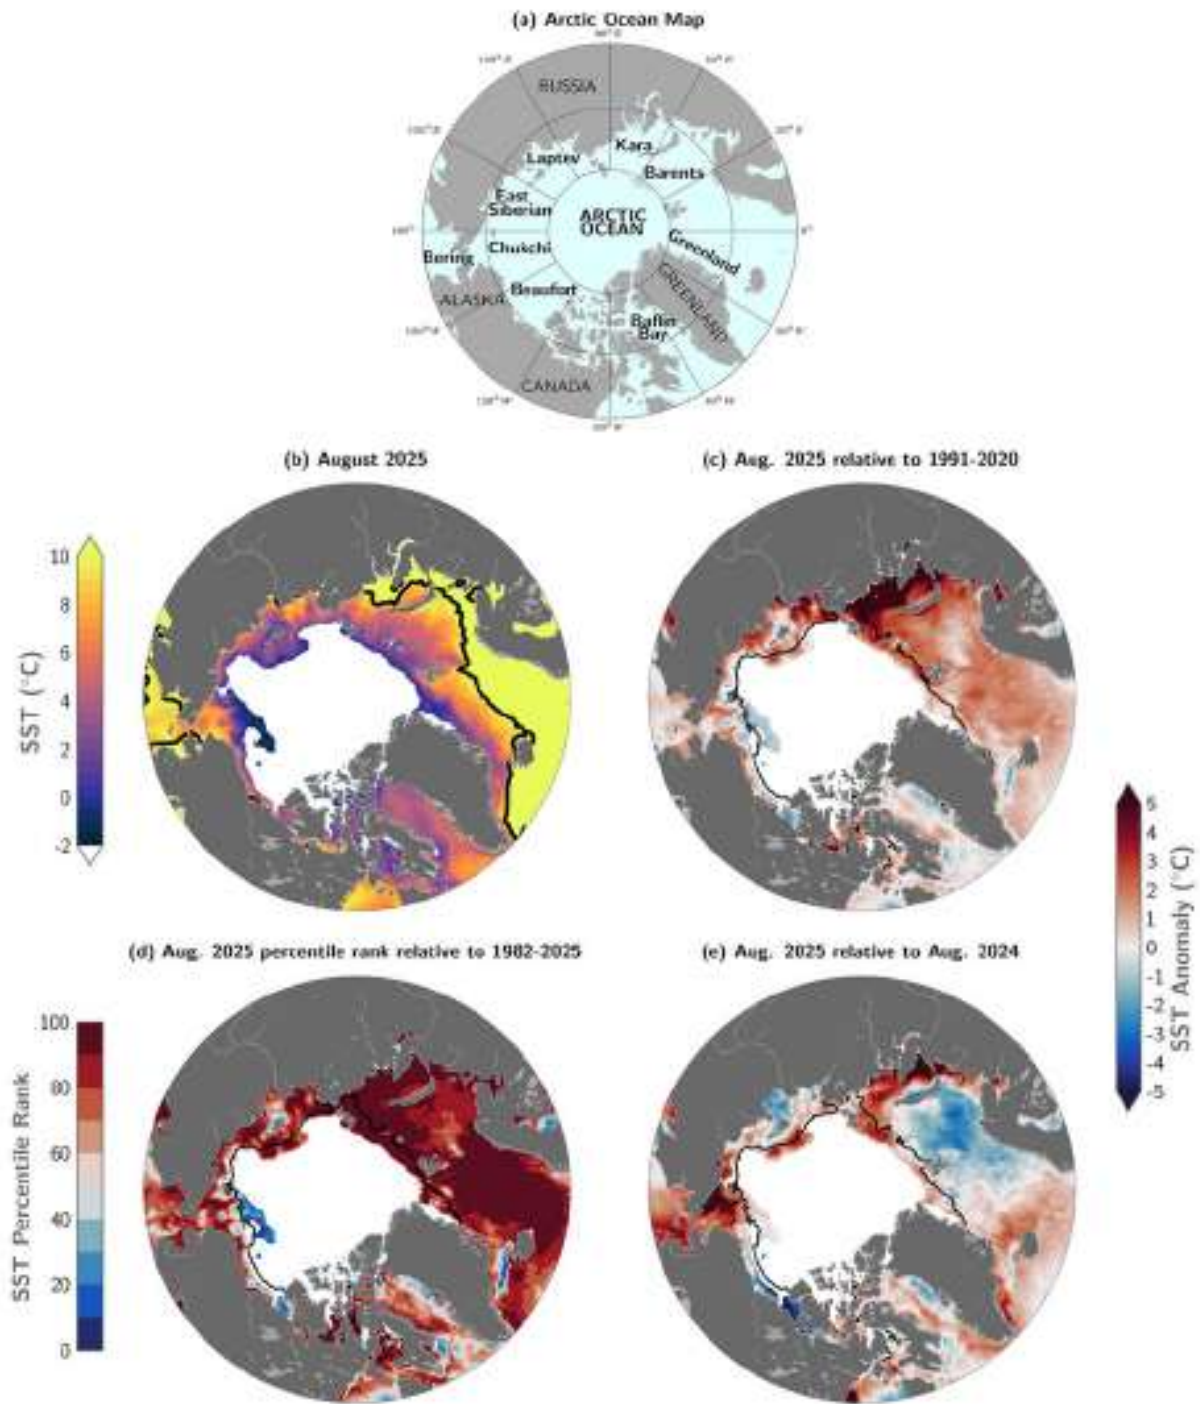 (a) Arctic Ocean Map
RUSSIA
Kara
Laptev
Barents
East
Siberian
ARCTIC
OCEAN
Chukchi
Greenland
Bering
Beaufort
ALASKA
GREENLAND
Baffin
Bay
CANADA
(b) August 2025
(c) Aug. 2025 relative to 1991-2020
SST (°C)
10
8
6
4
2
0
-2
(d) Aug. 2025 percentile rank relative to 1982-2025
(e) Aug. 2025 relative to Aug. 2024
SST Percentile Rank
100
80
60
40
20
0
5
4
3
2
1
0
-1
-2
-3
-4
-5
SST Anomaly (°C)